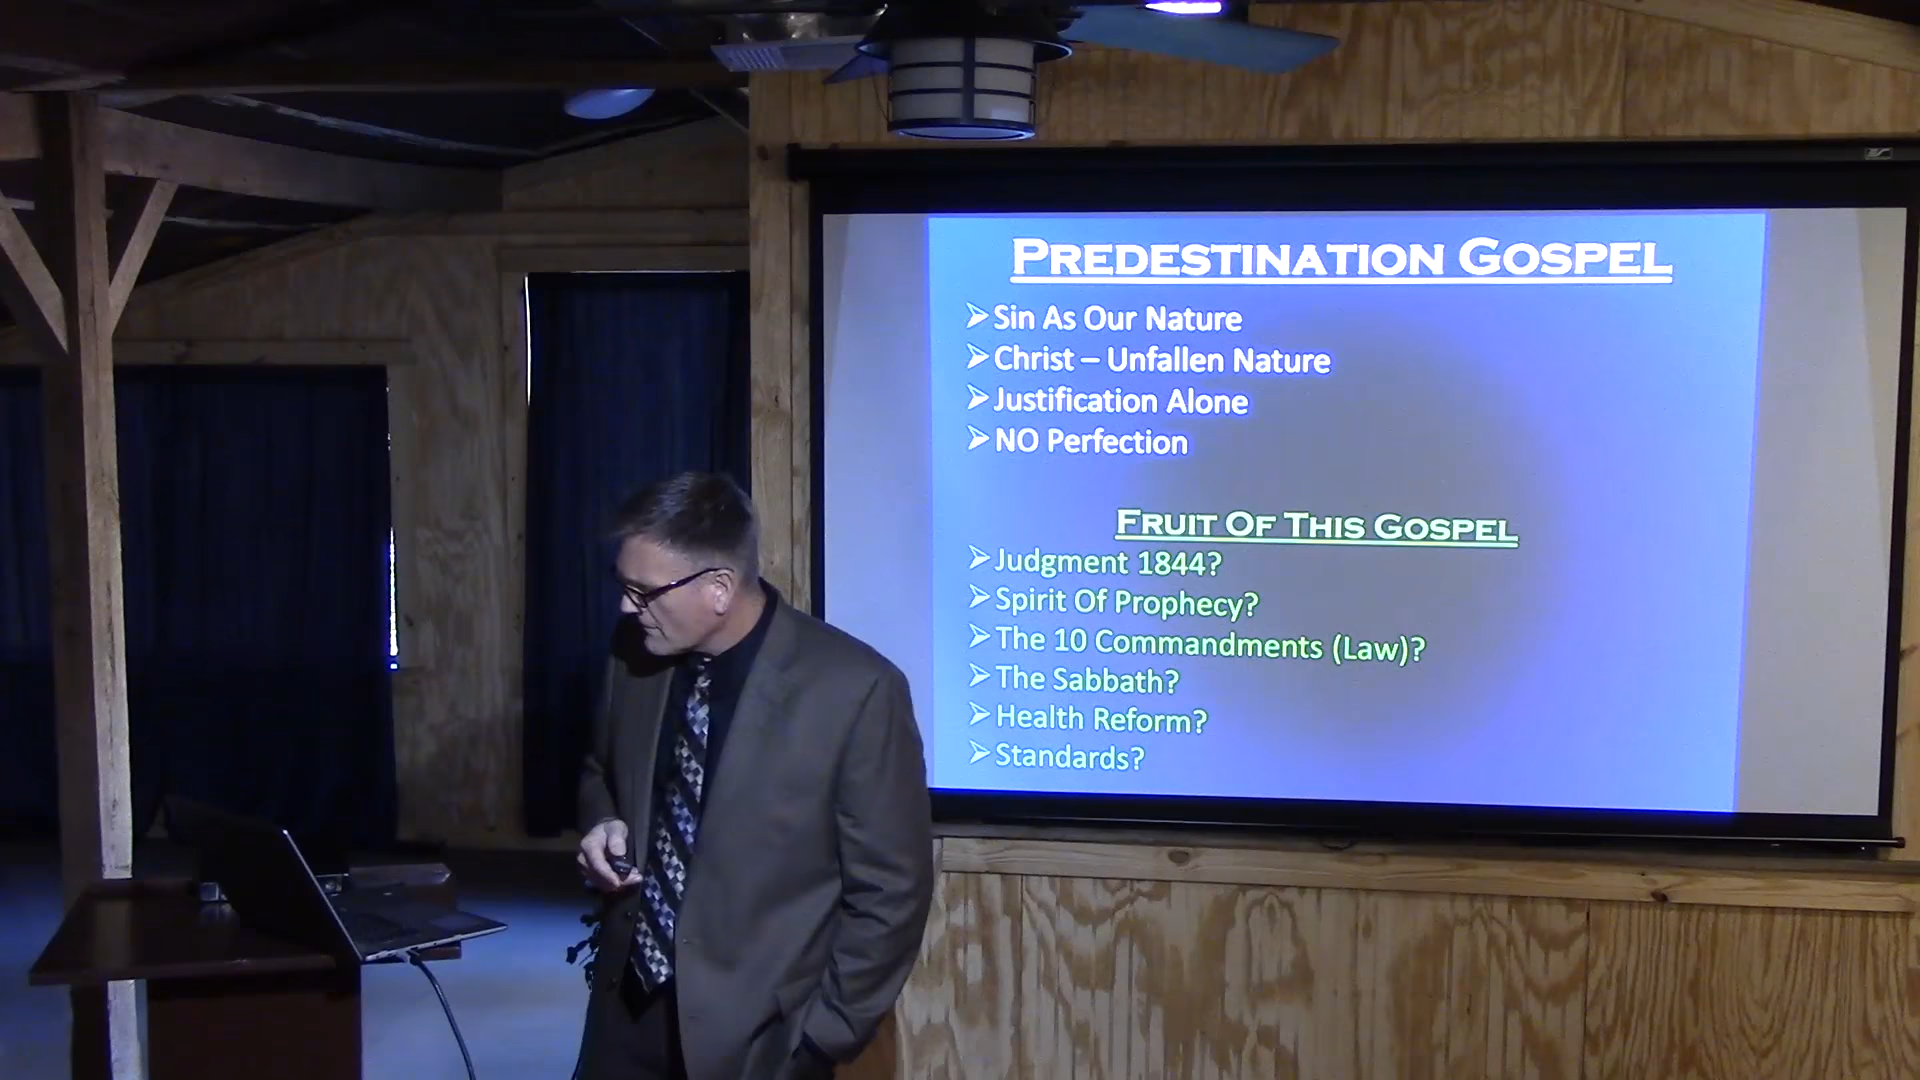 PREDESTINATION GOSPEL
➢Sin As Our Nature
➢Christ – Unfallen Nature
➢Justification Alone
➢NO Perfection
FRUIT OF THIS GOSPEL
➢Judgment 1844?
➢Spirit Of Prophecy?
➢The 10 Commandments (Law)?
➢The Sabbath?
➢Health Reform?
➢Standards?